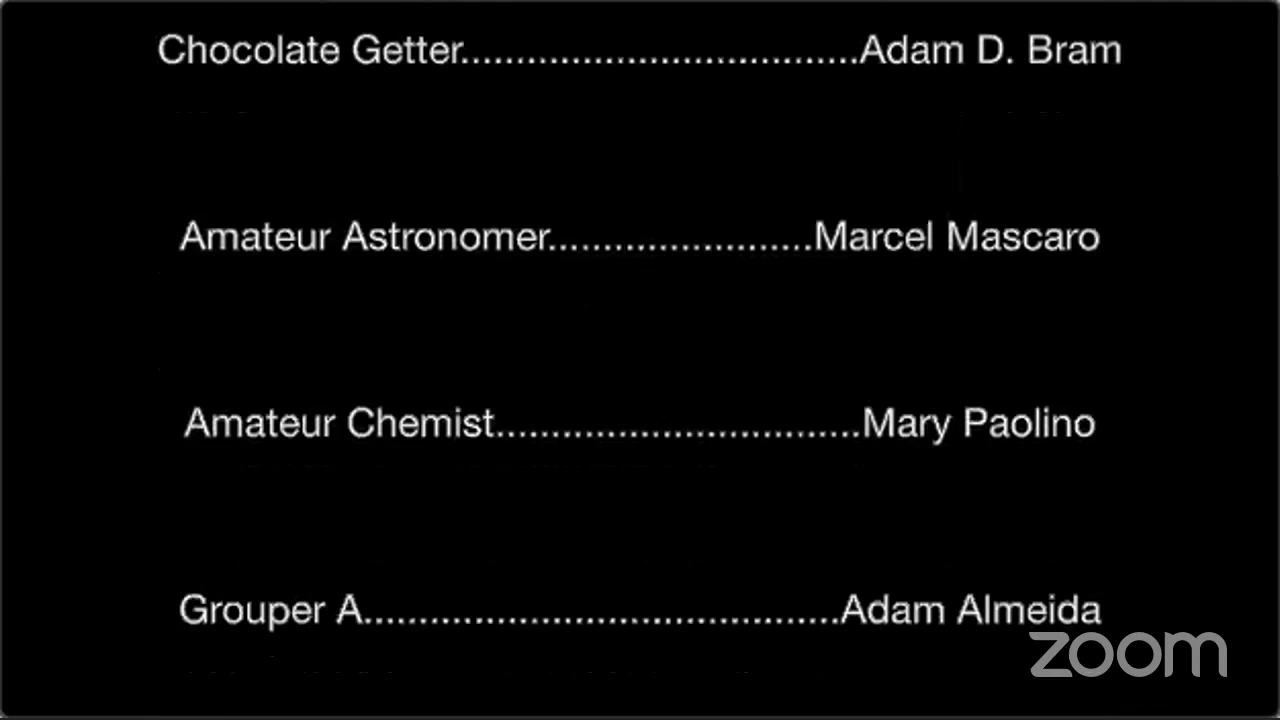 Chocolate Getter....................................Adam D. Bram
Amateur Astronomer........................Marcel Mascaro
Amateur Chemist.................................Mary Paolino
Grouper A...........................................Adam Almeida
zoom